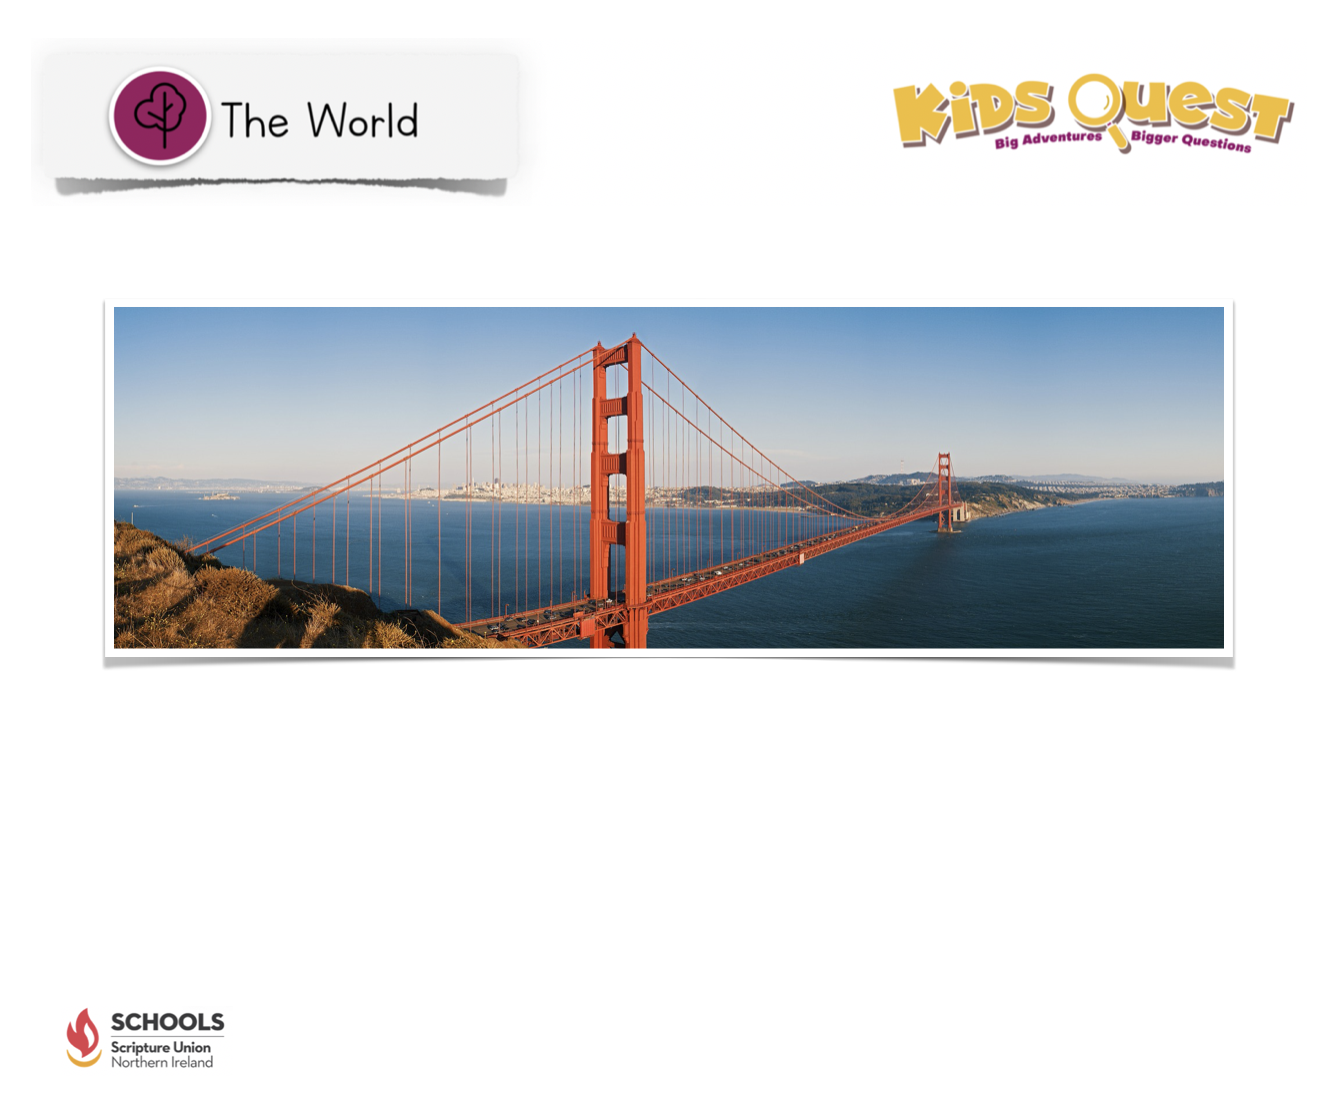 The World
KiDS QUEST
Big Adventures Bigger Questions
SCHOOLS
Scripture Union
Northern Ireland